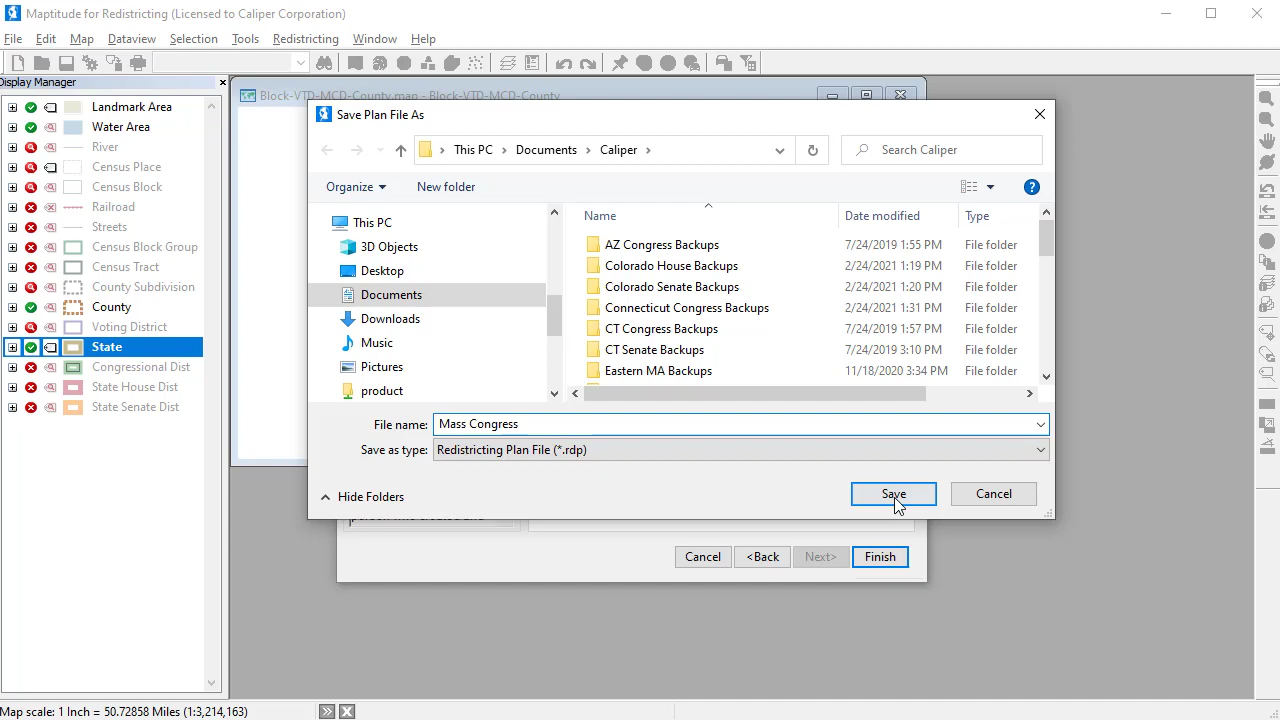 Maptitude for Redistricting (Licensed to Caliper Corporation)
File Edit Map Dataview Selection Tools Redistricting Window Help
Display Manager
Landmark Area
Water Area
River
Census Place
Census Block
Railroad
Streets
Census Block Group
Census Tract
County Subdivision
County
Voting District
State
Congressional Dist
State House Dist
State Senate Dist
Block-VTD-MCD-County.map - Block-VTD-MCD-County
Save Plan File As
This PC > Documents > Caliper >
Search Caliper
Organize New folder
This PC
3D Objects
Desktop
Documents
Downloads
Music
Pictures
product
Name Date modified Type
AZ Congress Backups 7/24/2019 1:55 PM File folder
Colorado House Backups 2/24/2021 1:19 PM File folder
Colorado Senate Backups 2/24/2021 1:20 PM File folder
Connecticut Congress Backups 2/24/2021 1:31 PM File folder
CT Congress Backups 7/24/2019 1:57 PM File folder
CT Senate Backups 7/24/2019 3:10 PM File folder
Eastern MA Backups 11/18/2020 3:34 PM File folder
File name: Mass Congress
Save as type: Redistricting Plan File (*.rdp)
Hide Folders
Save Cancel
Cancel <Back Next> Finish
Map scale: 1 Inch = 50.72858 Miles (1:3,214,163)